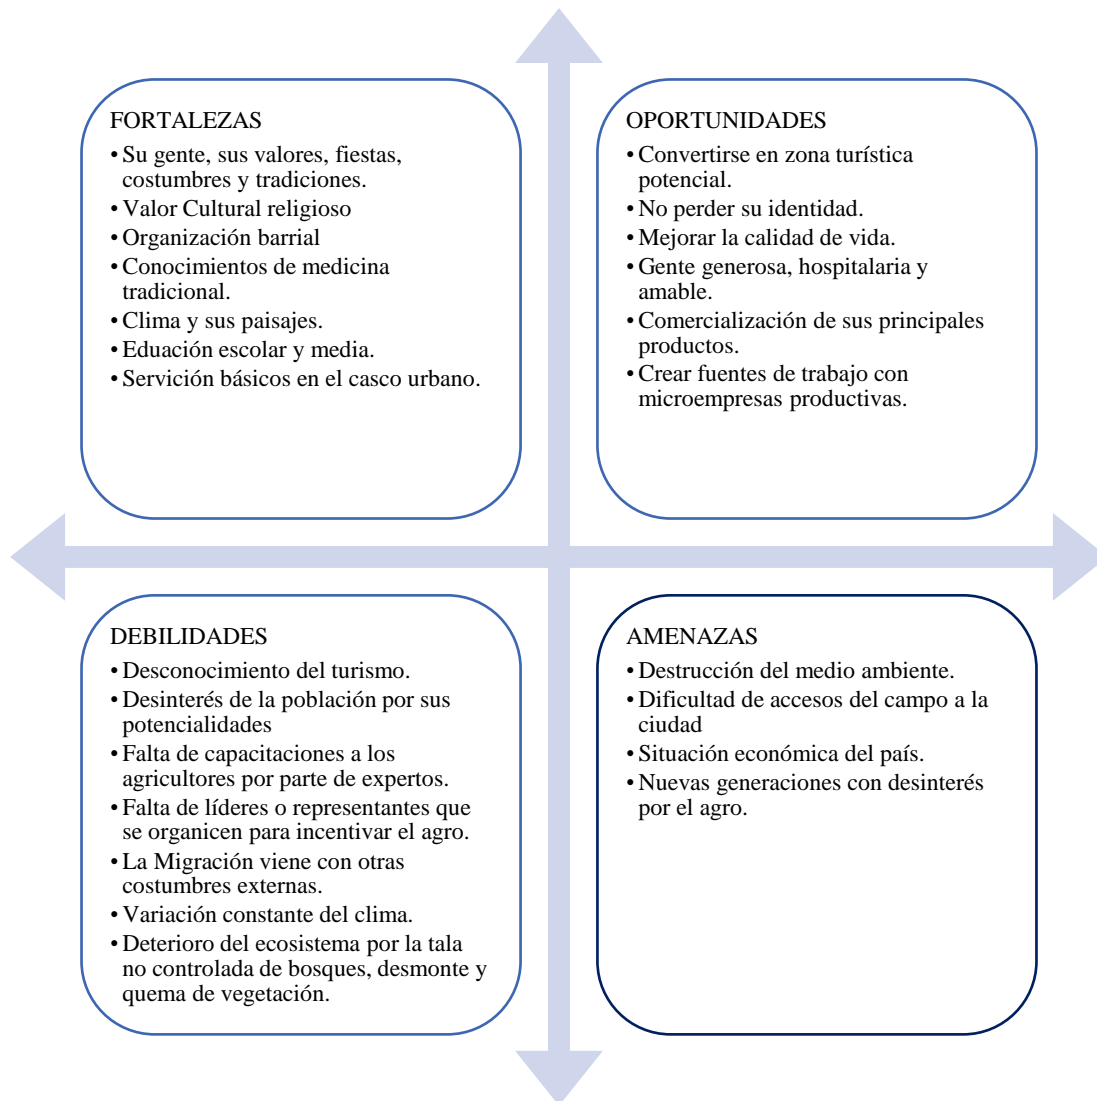 FORTALEZAS
• Su gente, sus valores, fiestas,
costumbres y tradiciones.
• Valor Cultural religioso
• Organización barrial
• Conocimientos de medicina
tradicional.
• Clima y sus paisajes.
• Eduación escolar y media.
• Servición básicos en el casco urbano.
OPORTUNIDADES
• Convertirse en zona turística
potencial.
• No perder su identidad.
• Mejorar la calidad de vida.
• Gente generosa, hospitalaria y
amable.
• Comercialización de sus principales
productos.
• Crear fuentes de trabajo con
microempresas productivas.
DEBILIDADES
• Desconocimiento del turismo.
• Desinterés de la población por sus
potencialidades
• Falta de capacitaciones a los
agricultores por parte de expertos.
• Falta de líderes o representantes que
se organicen para incentivar el agro.
• La Migración viene con otras
costumbres externas.
• Variación constante del clima.
• Deterioro del ecosistema por la tala
no controlada de bosques, desmonte y
quema de vegetación.
AMENAZAS
• Destrucción del medio ambiente.
• Dificultad de accesos del campo a la
ciudad
• Situación económica del país.
• Nuevas generaciones con desinterés
por el agro.